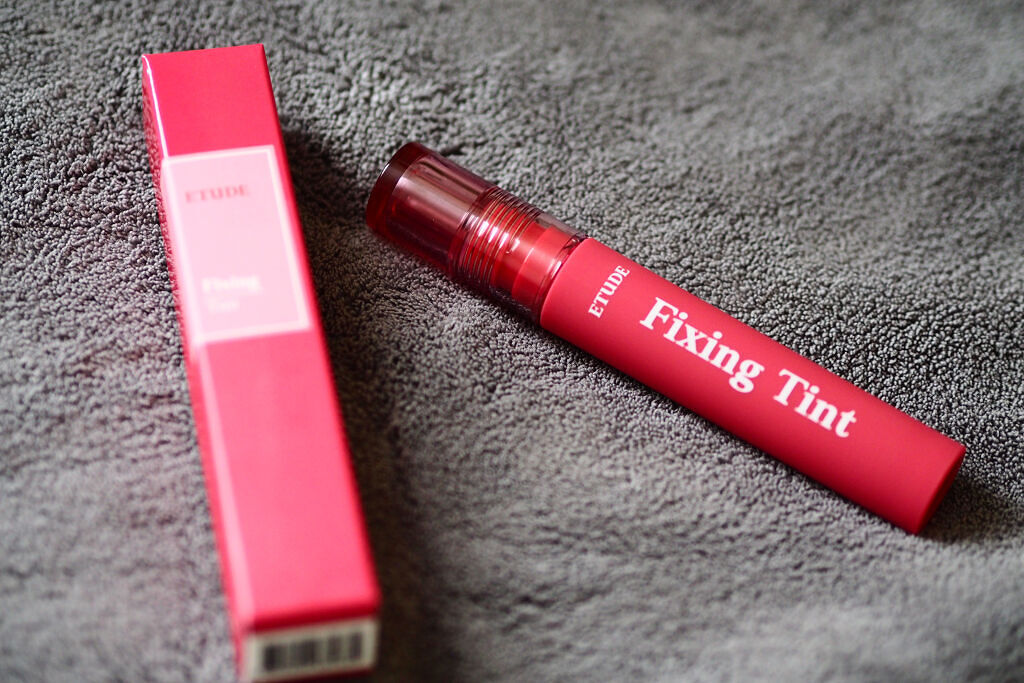 ETUDE
Fixing
Tint
ETUDE
Fixing Tint